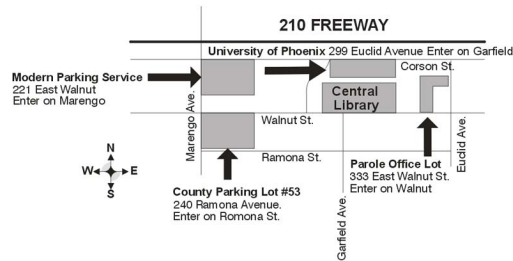 210 FREEWAY
University of Phoenix 299 Euclid Avenue Enter on Garfield
Corson St.
Modern Parking Service
221 East Walnut
Enter on Marengo
Marengo Ave.
Central
Library
Walnut St.
Euclid Ave.
Ramona St.
N
W E
S
Parole Office Lot
333 East Walnut St.
Enter on Walnut
County Parking Lot #53
240 Ramona Avenue.
Enter on Romona St.
Garfield Ave.